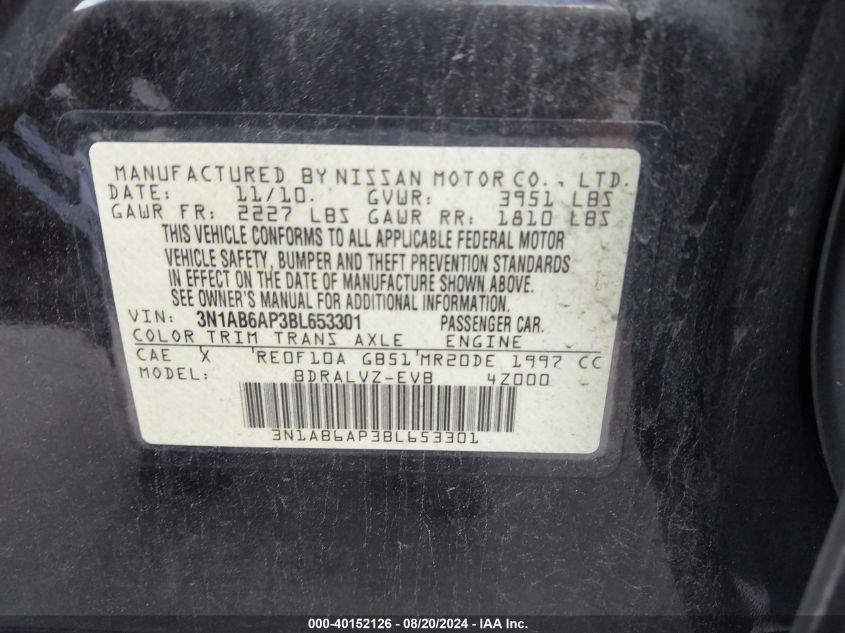 MANUFACTURED BY NISSAN MOTOR CO., LTD.
DATE: 11/10. GVWR: 3951 LBS
GAWR FR: 2227 LBS GAWR RR: 1810 LBS
THIS VEHICLE CONFORMS TO ALL APPLICABLE FEDERAL MOTOR
VEHICLE SAFETY, BUMPER AND THEFT PREVENTION STANDARDS
IN EFFECT ON THE DATE OF MANUFACTURE SHOWN ABOVE.
SEE OWNER'S MANUAL FOR ADDITIONAL INFORMATION.
VIN: 3N1AB6AP3BL653301 PASSENGER CAR.
COLOR TRIM TRANS AXLE ENGINE
CAE X 'RE0F10A GB51'MR20DE 1997 CC
MODEL: BDRALVZ-EVB 4Z000
3N1AB6AP3BL653301
000-40152126 - 08/20/2024 - IAA Inc.